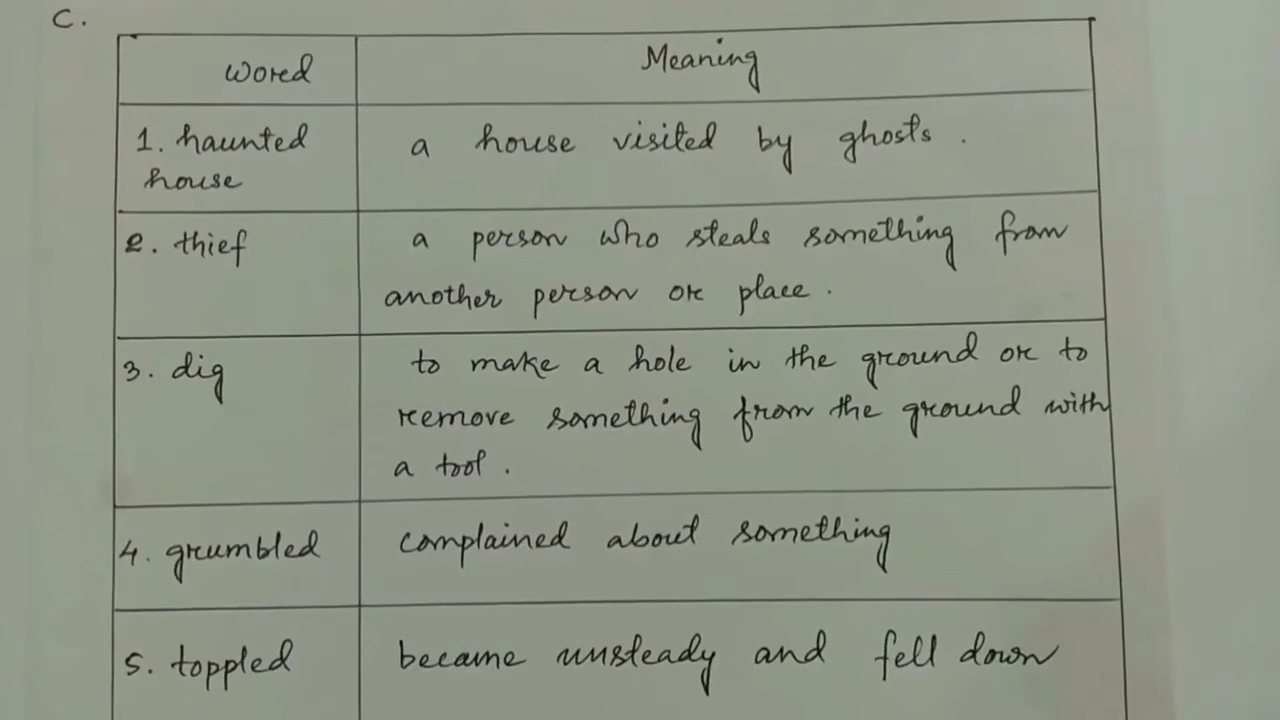 C.
Word Meaning
1. haunted a house visited by ghosts .
house
2. thief a person who steals something from
another person or place .
3. dig to make a hole in the ground or to
remove something from the ground with
a tool .
4. grumbled complained about something
5. toppled became unsteady and fell down